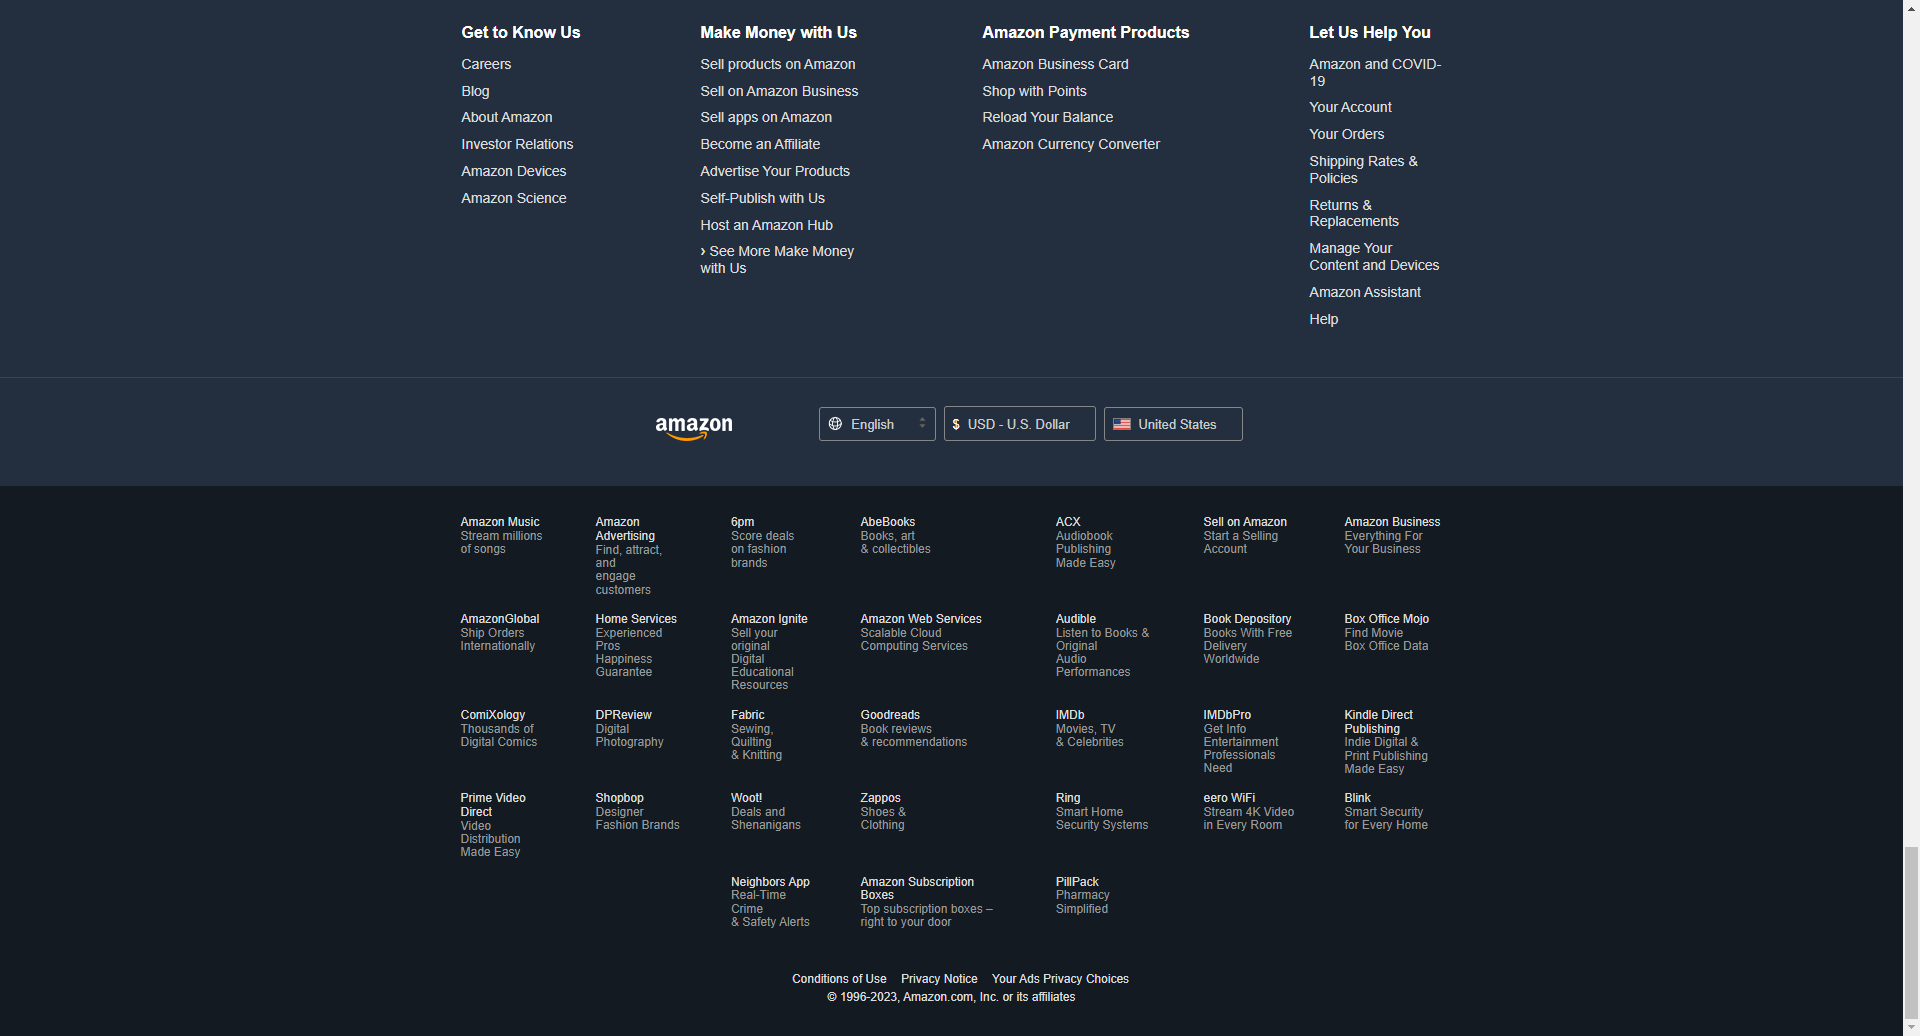 Get to Know Us
Careers
Blog
About Amazon
Investor Relations
Amazon Devices
Amazon Science
Make Money with Us
Sell products on Amazon
Sell on Amazon Business
Sell apps on Amazon
Become an Affiliate
Advertise Your Products
Self-Publish with Us
Host an Amazon Hub
› See More Make Money
with Us
Amazon Payment Products
Amazon Business Card
Shop with Points
Reload Your Balance
Amazon Currency Converter
Let Us Help You
Amazon and COVID-
19
Your Account
Your Orders
Shipping Rates &
Policies
Returns &
Replacements
Manage Your
Content and Devices
Amazon Assistant
Help
amazon
English
$ USD - U.S. Dollar
United States
Amazon Music
Stream millions
of songs
Amazon
Advertising
Find, attract,
and
engage
customers
6pm
Score deals
on fashion
brands
AbeBooks
Books, art
& collectibles
ACX
Audiobook
Publishing
Made Easy
Sell on Amazon
Start a Selling
Account
Amazon Business
Everything For
Your Business
AmazonGlobal
Ship Orders
Internationally
Home Services
Experienced
Pros
Happiness
Guarantee
Amazon Ignite
Sell your
original
Digital
Educational
Resources
Amazon Web Services
Scalable Cloud
Computing Services
Audible
Listen to Books &
Original
Audio
Performances
Book Depository
Books With Free
Delivery
Worldwide
Box Office Mojo
Find Movie
Box Office Data
ComiXology
Thousands of
Digital Comics
DPReview
Digital
Photography
Fabric
Sewing,
Quilting
& Knitting
Goodreads
Book reviews
& recommendations
IMDb
Movies, TV
& Celebrities
IMDbPro
Get Info
Entertainment
Professionals
Need
Kindle Direct
Publishing
Indie Digital &
Print Publishing
Made Easy
Prime Video
Direct
Video
Distribution
Made Easy
Shopbop
Designer
Fashion Brands
Woot!
Deals and
Shenanigans
Zappos
Shoes &
Clothing
Ring
Smart Home
Security Systems
eero WiFi
Stream 4K Video
in Every Room
Blink
Smart Security
for Every Home
Neighbors App
Real-Time
Crime
& Safety Alerts
Amazon Subscription
Boxes
Top subscription boxes –
right to your door
PillPack
Pharmacy
Simplified
Conditions of Use Privacy Notice Your Ads Privacy Choices
© 1996-2023, Amazon.com, Inc. or its affiliates